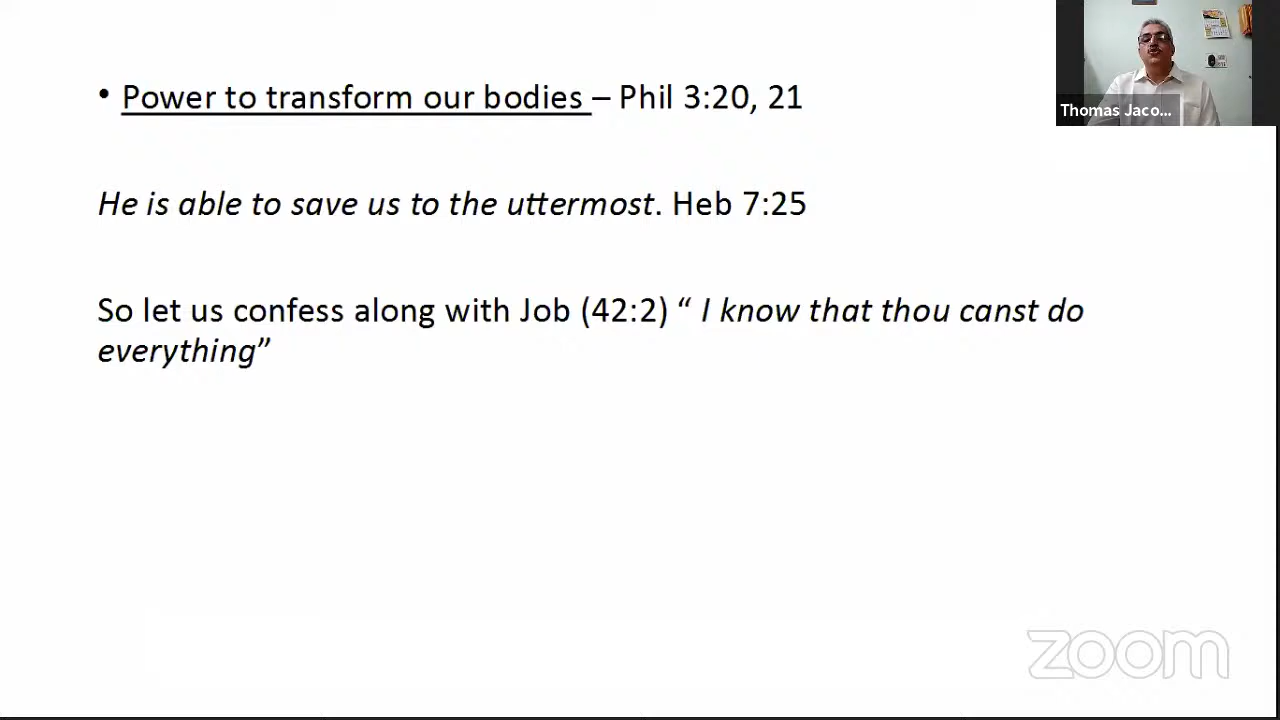 • Power to transform our bodies – Phil 3:20, 21
Thomas Jaco...
He is able to save us to the uttermost. Heb 7:25
So let us confess along with Job (42:2) “ I know that thou canst do
everything”
zoom